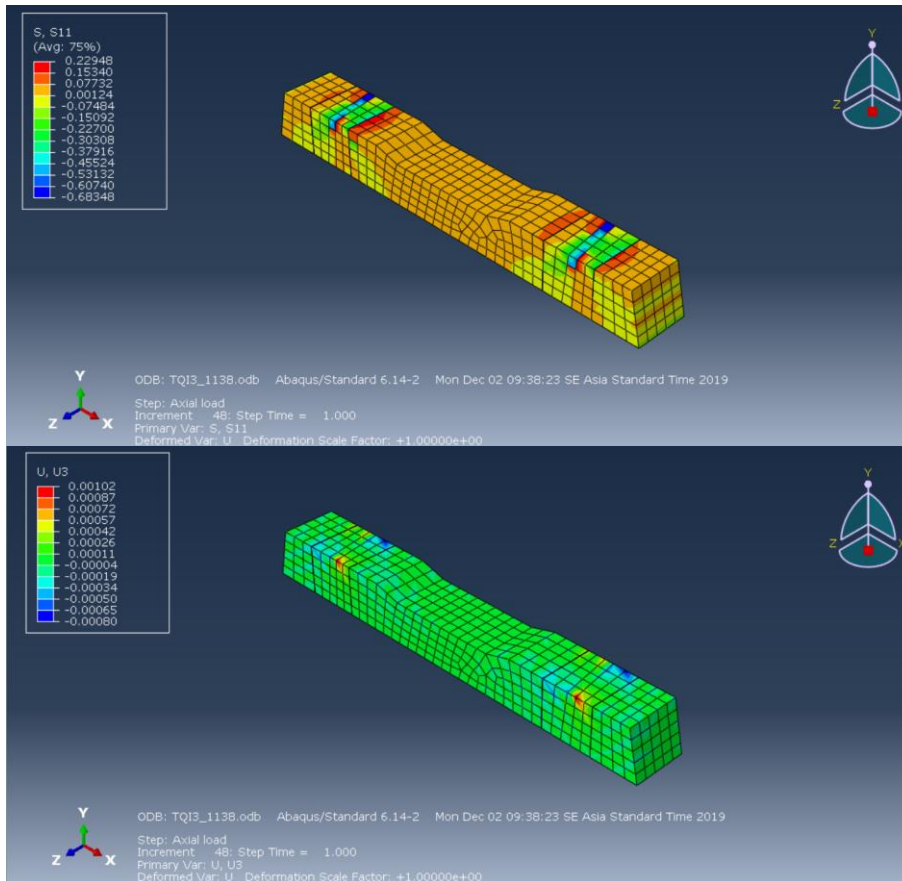 S, S11
(Avg: 75%)
0.22948
0.15340
0.07732
0.00124
-0.07484
-0.15092
-0.22700
-0.30308
-0.37916
-0.45524
-0.53132
-0.60740
-0.68348
Y
Z
Y
Z X
ODB: TQI3_1138.odb Abaqus/Standard 6.14-2 Mon Dec 02 09:38:23 SE Asia Standard Time 2019
Step: Axial load
Increment 48: Step Time = 1.000
Primary Var: S, S11
Deformed Var: U Deformation Scale Factor: +1.00000e+00
U, U3
0.00102
0.00087
0.00072
0.00057
0.00042
0.00026
0.00011
-0.00004
-0.00019
-0.00034
-0.00050
-0.00065
-0.00080
Y
Z X
Y
Z X
ODB: TQI3_1138.odb Abaqus/Standard 6.14-2 Mon Dec 02 09:38:23 SE Asia Standard Time 2019
Step: Axial load
Increment 48: Step Time = 1.000
Primary Var: U, U3
Deformed Var: U Deformation Scale Factor: +1.00000e+00